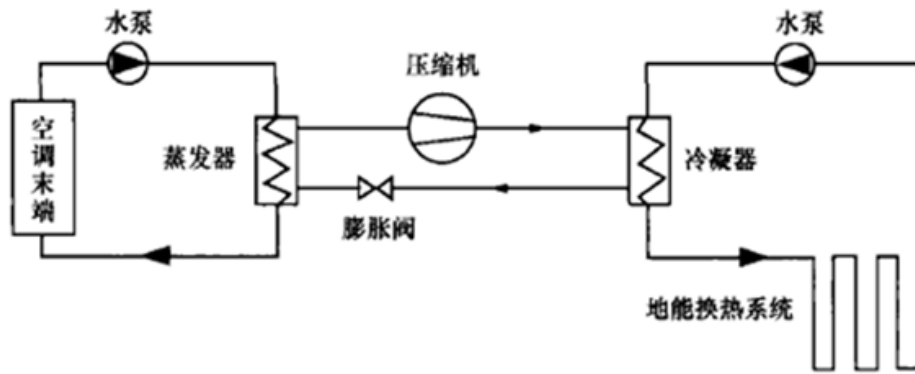 水泵
水泵
压缩机
空调末端
蒸发器
冷凝器
膨胀阀
地能换热系统